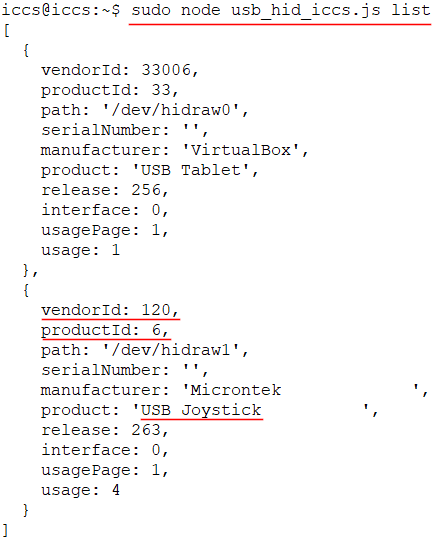 iccs@iccs:~$ sudo node usb_hid_iccs.js list
[
  {
    vendorId: 33006,
    productId: 33,
    path: '/dev/hidraw0',
    serialNumber: '',
    manufacturer: 'VirtualBox',
    product: 'USB Tablet',
    release: 256,
    interface: 0,
    usagePage: 1,
    usage: 1
  },
  {
    vendorId: 120,
    productId: 6,
    path: '/dev/hidraw1',
    serialNumber: '',
    manufacturer: 'Microntek             ',
    product: 'USB Joystick          ',
    release: 263,
    interface: 0,
    usagePage: 1,
    usage: 4
  }
]